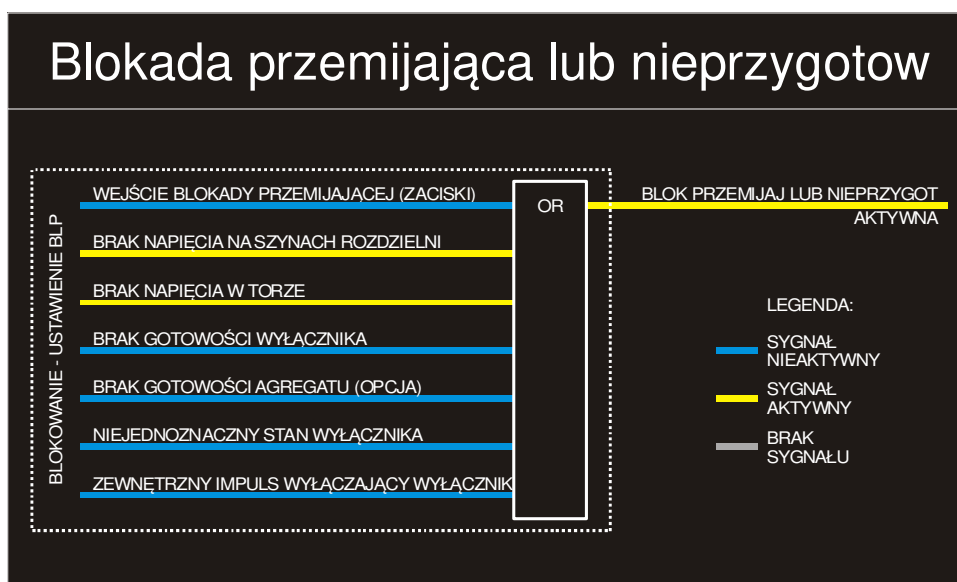 Blokada przemijająca lub nieprzygotow
BLOKOWANIE - USTAWIENIE BLP
WEJŚCIE BLOKADY PRZEMIJAJĄCEJ (ZACISKI)
BRAK NAPIĘCIA NA SZYNACH ROZDZIELNI
BRAK NAPIĘCIA W TORZE
BRAK GOTOWOŚCI WYŁĄCZNIKA
BRAK GOTOWOŚCI AGREGATU (OPCJA)
NIEJEDNOZNACZNY STAN WYŁĄCZNIKA
ZEWNĘTRZNY IMPULS WYŁĄCZAJĄCY WYŁĄCZNIK
OR
BLOK PRZEMIJAJ LUB NIEPRZYGOT
AKTYWNA
LEGENDA:
SYGNAŁ
NIEAKTYWNY
SYGNAŁ
AKTYWNY
BRAK
SYGNAŁU